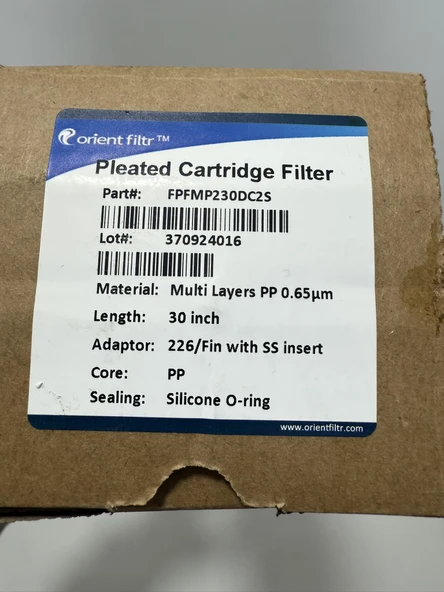 orient filtr™
Pleated Cartridge Filter
Part#: FPFMP230DC2S
Lot#: 370924016
Material: Multi Layers PP 0.65µm
Length: 30 inch
Adaptor: 226/Fin with SS insert
Core: PP
Sealing: Silicone O-ring
www.orientfiltr.com